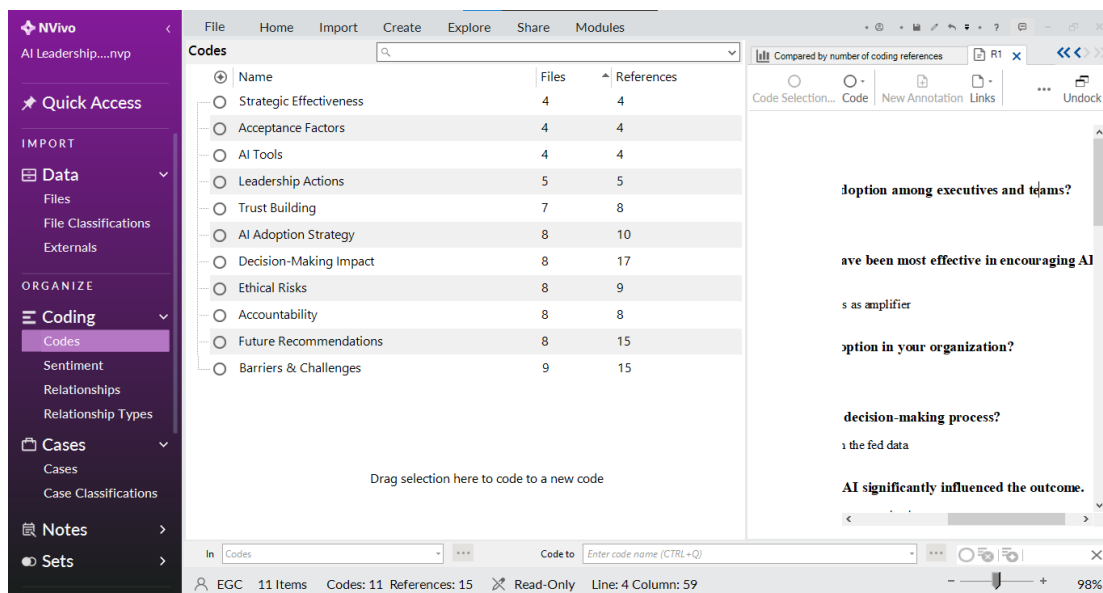 NVivo
AI Leadership....nvp
Quick Access
IMPORT
Data
Files
File Classifications
Externals
ORGANIZE
Coding
Codes
Sentiment
Relationships
Relationship Types
Cases
Cases
Case Classifications
Notes
Sets
File Home Import Create Explore Share Modules
Codes
Name Files References
Strategic Effectiveness 4 4
Acceptance Factors 4 4
AI Tools 4 4
Leadership Actions 5 5
Trust Building 7 8
AI Adoption Strategy 8 10
Decision-Making Impact 8 17
Ethical Risks 8 9
Accountability 8 8
Future Recommendations 8 15
Barriers & Challenges 9 15
Drag selection here to code to a new code
Compared by number of coding references R1
Code Selection... Code New Annotation Links ... Undock
doption among executives and teams?
ave been most effective in encouraging AI
s as amplifier
option in your organization?
decision-making process?
n the fed data
AI significantly influenced the outcome.
In Codes ... Code to Enter code name (CTRL+Q) ...
EGC 11 Items Codes: 11 References: 15 Read-Only Line: 4 Column: 59 - + 98%